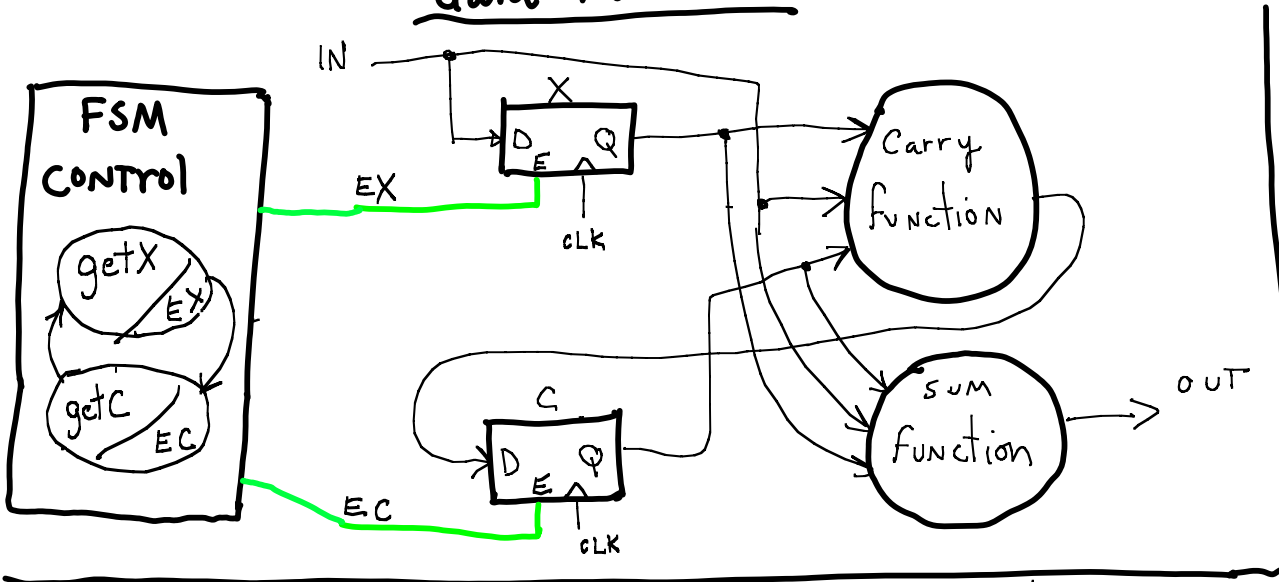 IN
X
FSM
CONTROL
D
Q
E
EX
CLK
Carry
function
getX
EX
getC
EC
C
D
Q
E
EC
CLK
SUM
function
OUT